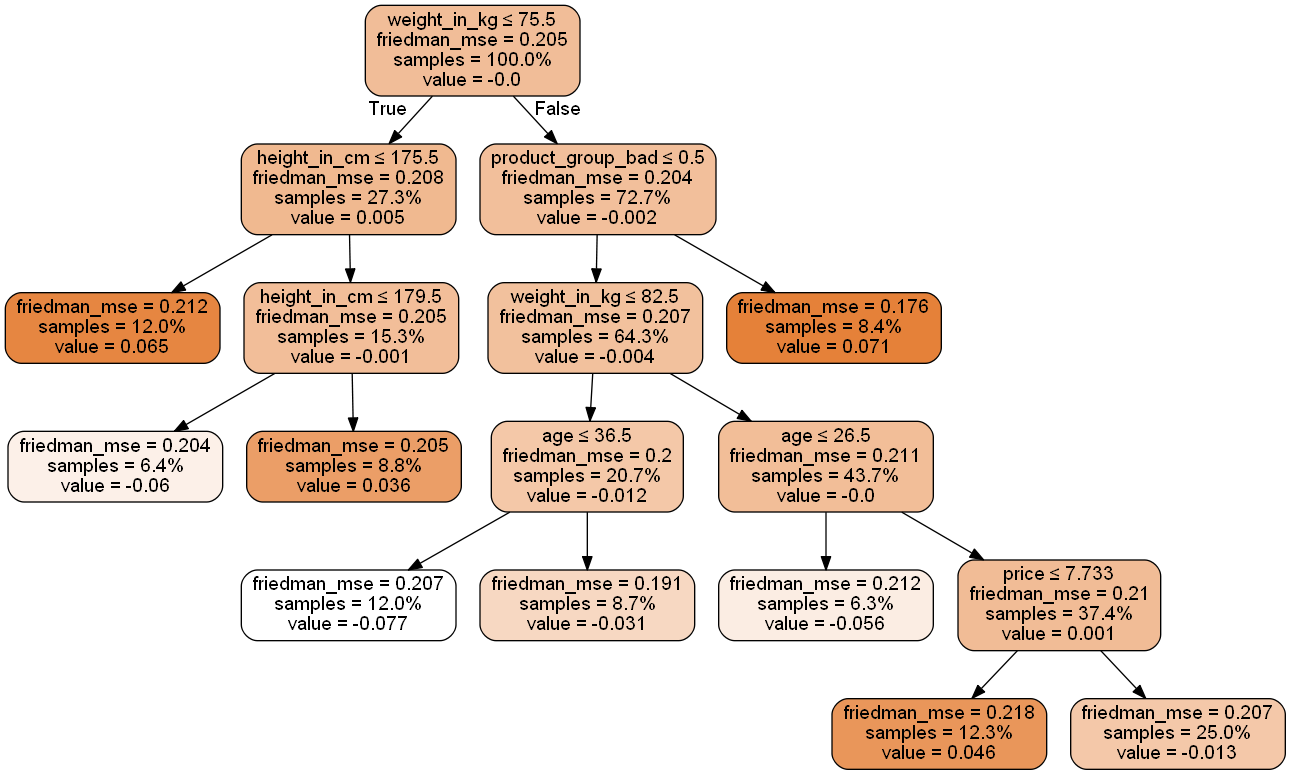 weight_in_kg ≤ 75.5
friedman_mse = 0.205
samples = 100.0%
value = -0.0
True
False
height_in_cm ≤ 175.5
friedman_mse = 0.208
samples = 27.3%
value = 0.005
product_group_bad ≤ 0.5
friedman_mse = 0.204
samples = 72.7%
value = -0.002
friedman_mse = 0.212
samples = 12.0%
value = 0.065
height_in_cm ≤ 179.5
friedman_mse = 0.205
samples = 15.3%
value = -0.001
weight_in_kg ≤ 82.5
friedman_mse = 0.207
samples = 64.3%
value = -0.004
friedman_mse = 0.176
samples = 8.4%
value = 0.071
friedman_mse = 0.204
samples = 6.4%
value = -0.06
friedman_mse = 0.205
samples = 8.8%
value = 0.036
age ≤ 36.5
friedman_mse = 0.2
samples = 20.7%
value = -0.012
age ≤ 26.5
friedman_mse = 0.211
samples = 43.7%
value = -0.0
friedman_mse = 0.207
samples = 12.0%
value = -0.077
friedman_mse = 0.191
samples = 8.7%
value = -0.031
friedman_mse = 0.212
samples = 6.3%
value = -0.056
price ≤ 7.733
friedman_mse = 0.21
samples = 37.4%
value = 0.001
friedman_mse = 0.218
samples = 12.3%
value = 0.046
friedman_mse = 0.207
samples = 25.0%
value = -0.013